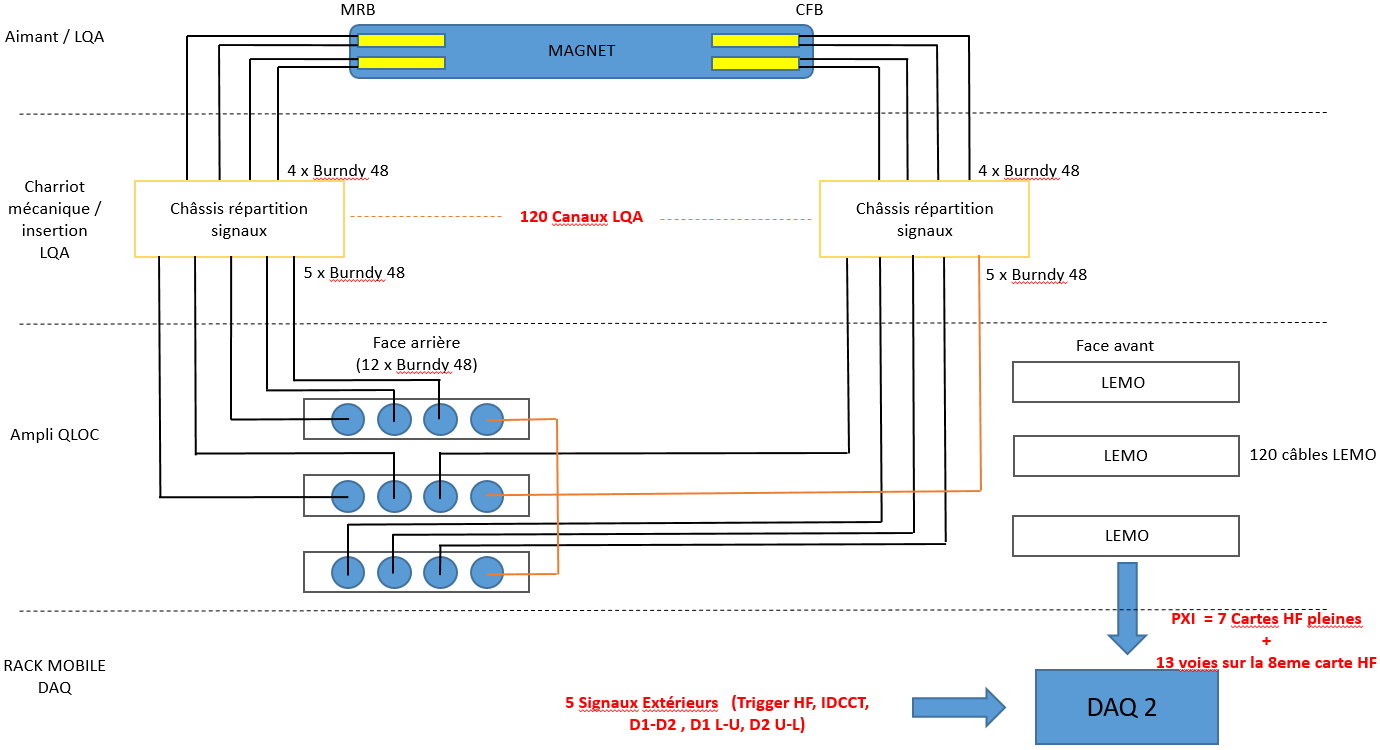 MRB
CFB
Aimant / LQA
MAGNET
4 x Burndy 48
4 x Burndy 48
Charriot
mécanique /
insertion
LQA
Châssis répartition
signaux
120 Canaux LQA
Châssis répartition
signaux
5 x Burndy 48
5 x Burndy 48
Face arrière
(12 x Burndy 48)
Face avant
LEMO
Ampli QLOC
LEMO
120 câbles LEMO
LEMO
PXI = 7 Cartes HF pleines
+
13 voies sur la 8eme carte HF
RACK MOBILE
DAQ
5 Signaux Extérieurs (Trigger HF, IDCCT,
D1-D2 , D1 L-U, D2 U-L)
DAQ 2